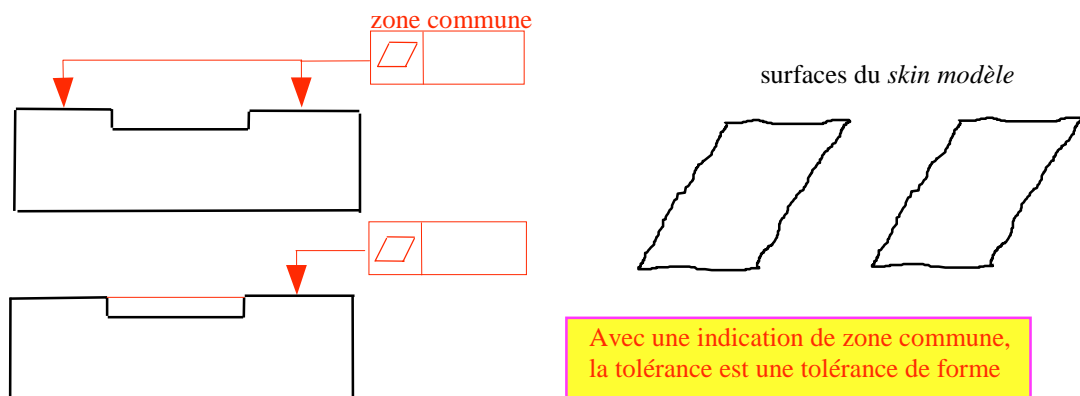 zone commune
surfaces du skin modèle
Avec une indication de zone commune,
la tolérance est une tolérance de forme